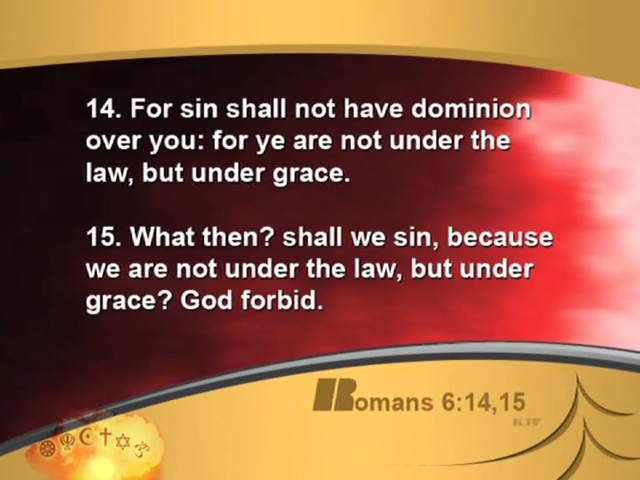 14. For sin shall not have dominion
over you: for ye are not under the
law, but under grace.
15. What then? shall we sin, because
we are not under the law, but under
grace? God forbid.
Romans 6:14,15
KJV